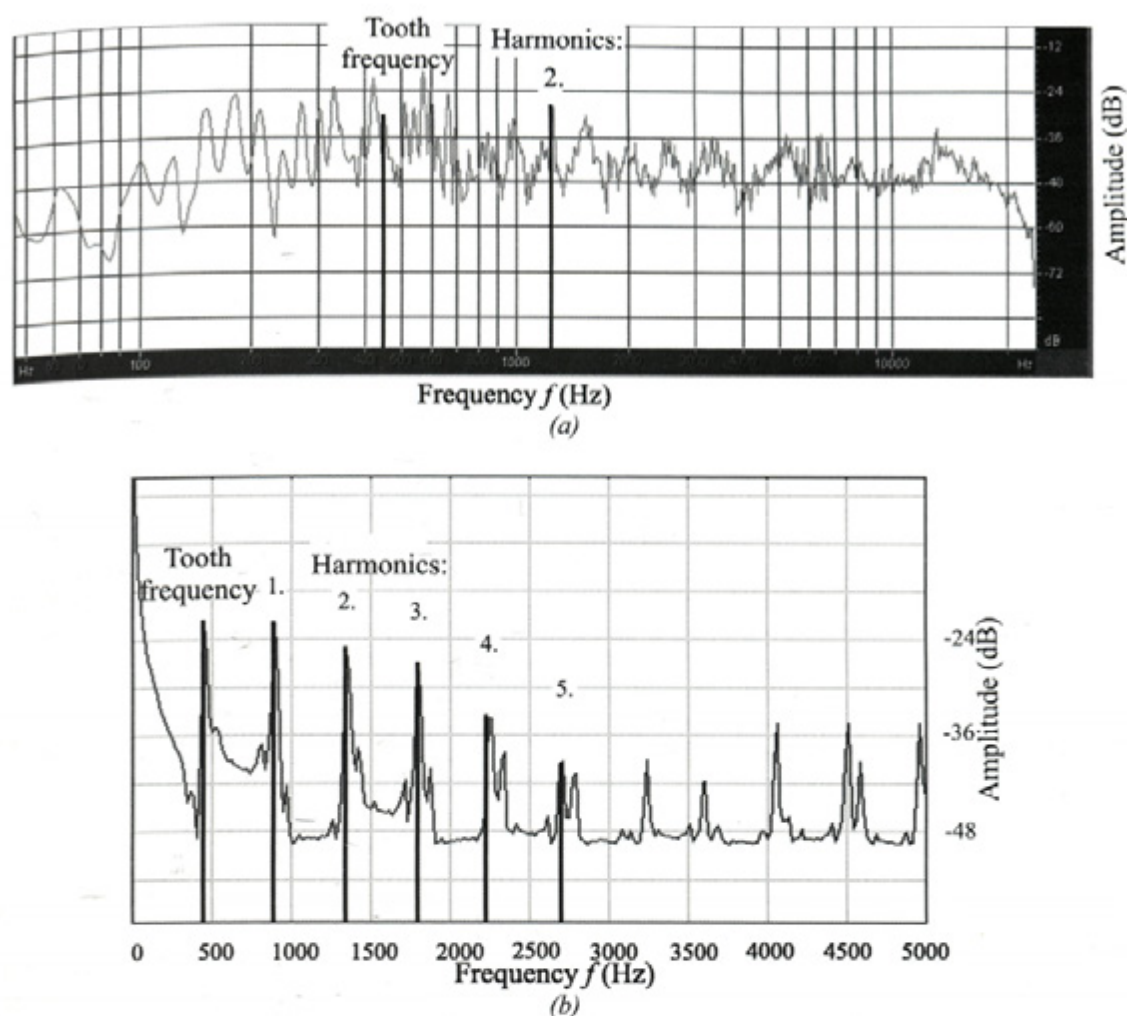 Tooth
frequency
Harmonics:
2.
-12
-24
-36
-40
-60
-72
dB
Amplitude (dB)
Hz
100
1000
10000
Hz
Frequency f (Hz)
(a)
Tooth
frequency
1.
Harmonics:
2.
3.
4.
5.
-24
-36
-48
Amplitude (dB)
0 500 1000 1500 2000 2500 3000 3500 4000 4500 5000
Frequency f (Hz)
(b)